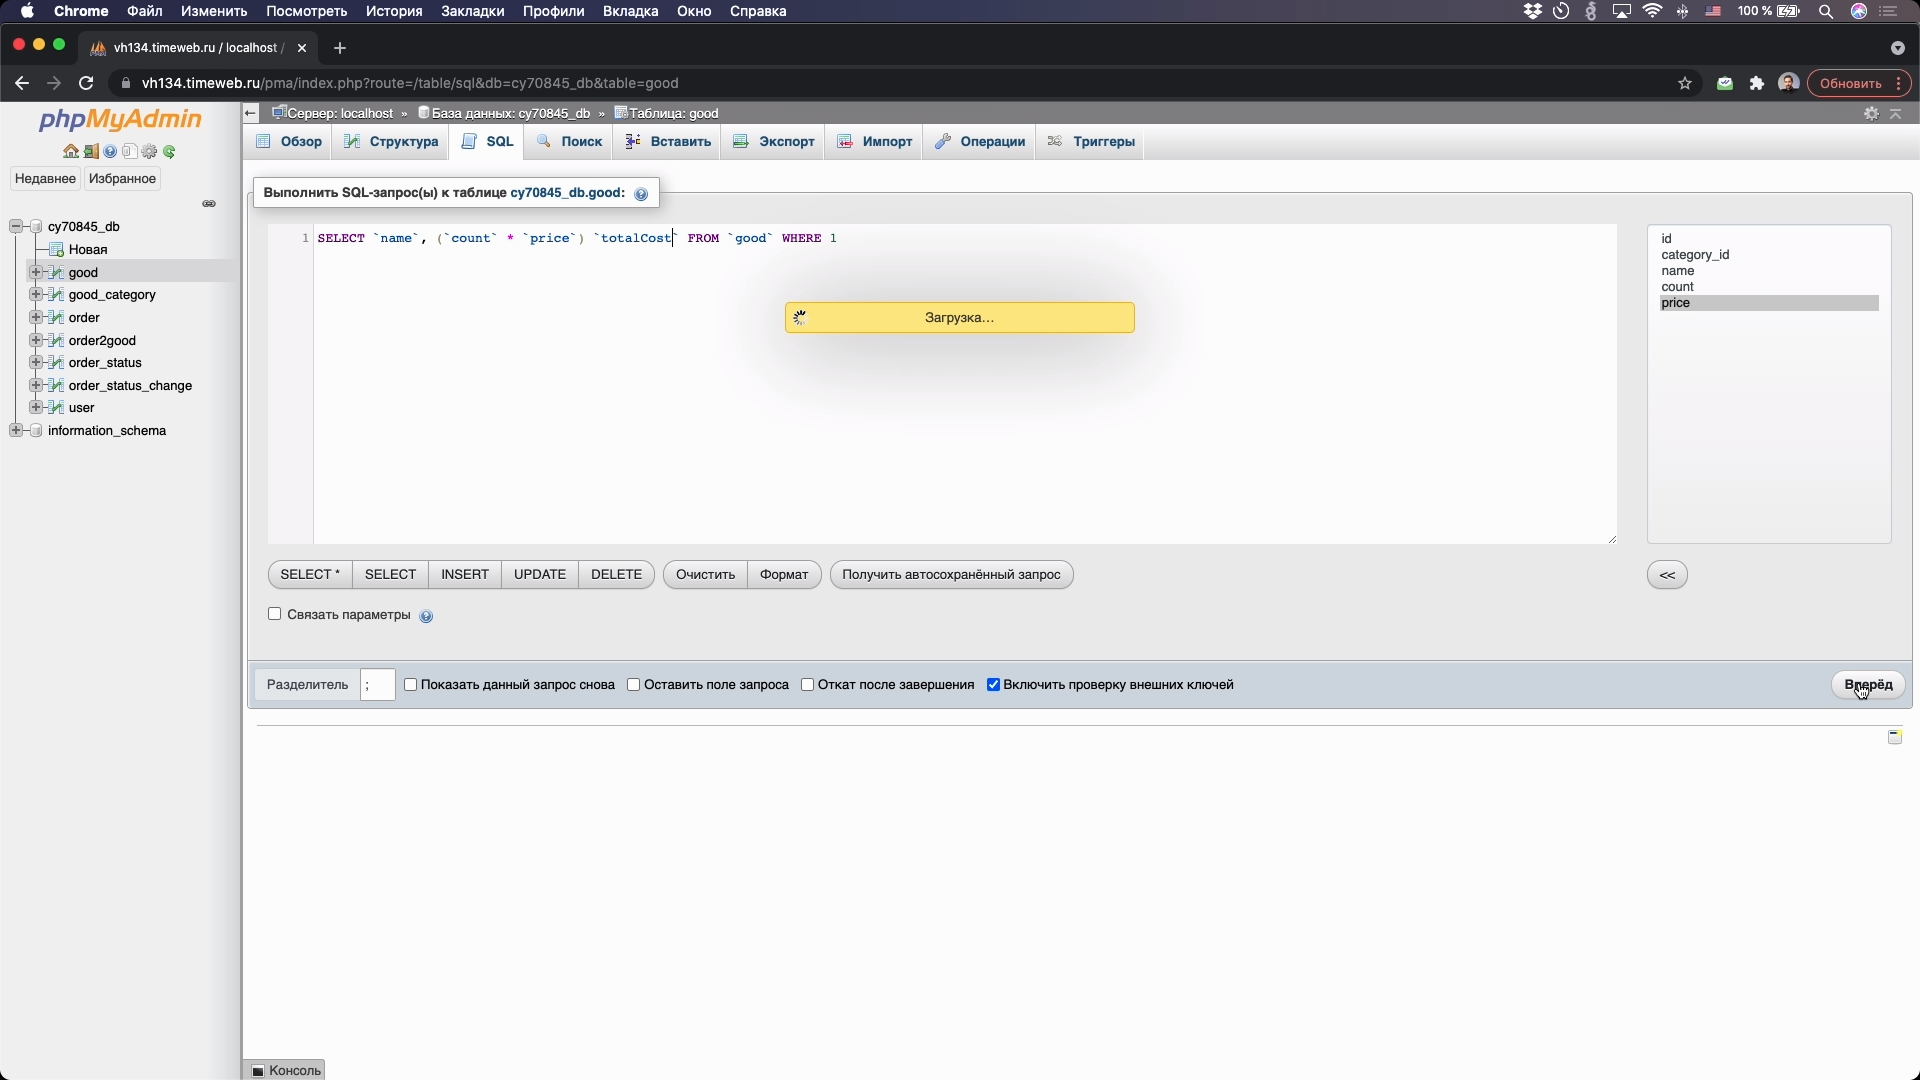 Chrome Файл Изменить Посмотреть История Закладки Профили Вкладка Окно Справка 100 %
vh134.timeweb.ru / localhost /
vh134.timeweb.ru/pma/index.php?route=/table/sql&db=cy70845_db&table=good Обновить
phpMyAdmin
Недавнее Избранное
cy70845_db
Новая
good
good_category
order
order2good
order_status
order_status_change
user
information_schema
Сервер: localhost » База данных: cy70845_db » Таблица: good
Обзор Структура SQL Поиск Вставить Экспорт Импорт Операции Триггеры
Выполнить SQL-запрос(ы) к таблице cy70845_db.good:
1 SELECT `name`, (`count` * `price`) `totalCost` FROM `good` WHERE 1
Загрузка…
id
category_id
name
count
price
SELECT * SELECT INSERT UPDATE DELETE Очистить Формат Получить автосохранённый запрос <<
Связать параметры
Разделитель ; Показать данный запрос снова Оставить поле запроса Откат после завершения Включить проверку внешних ключей Вперёд
Консоль